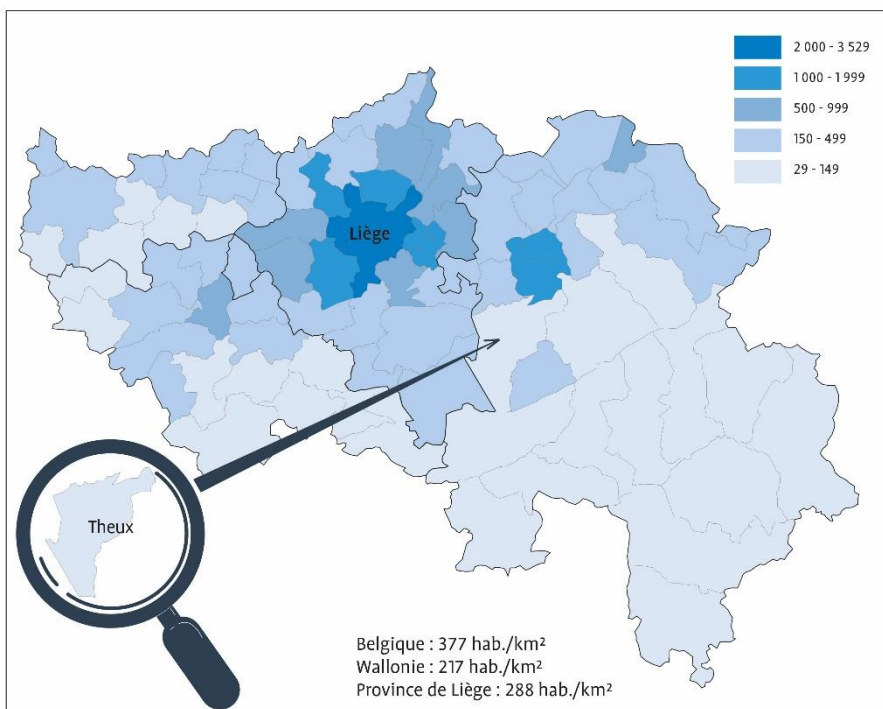 2 000 - 3 529
1 000 - 1 999
500 - 999
150 - 499
29 - 149
Liège
Theux
Belgique : 377 hab./km²
Wallonie : 217 hab./km²
Province de Liège : 288 hab./km²